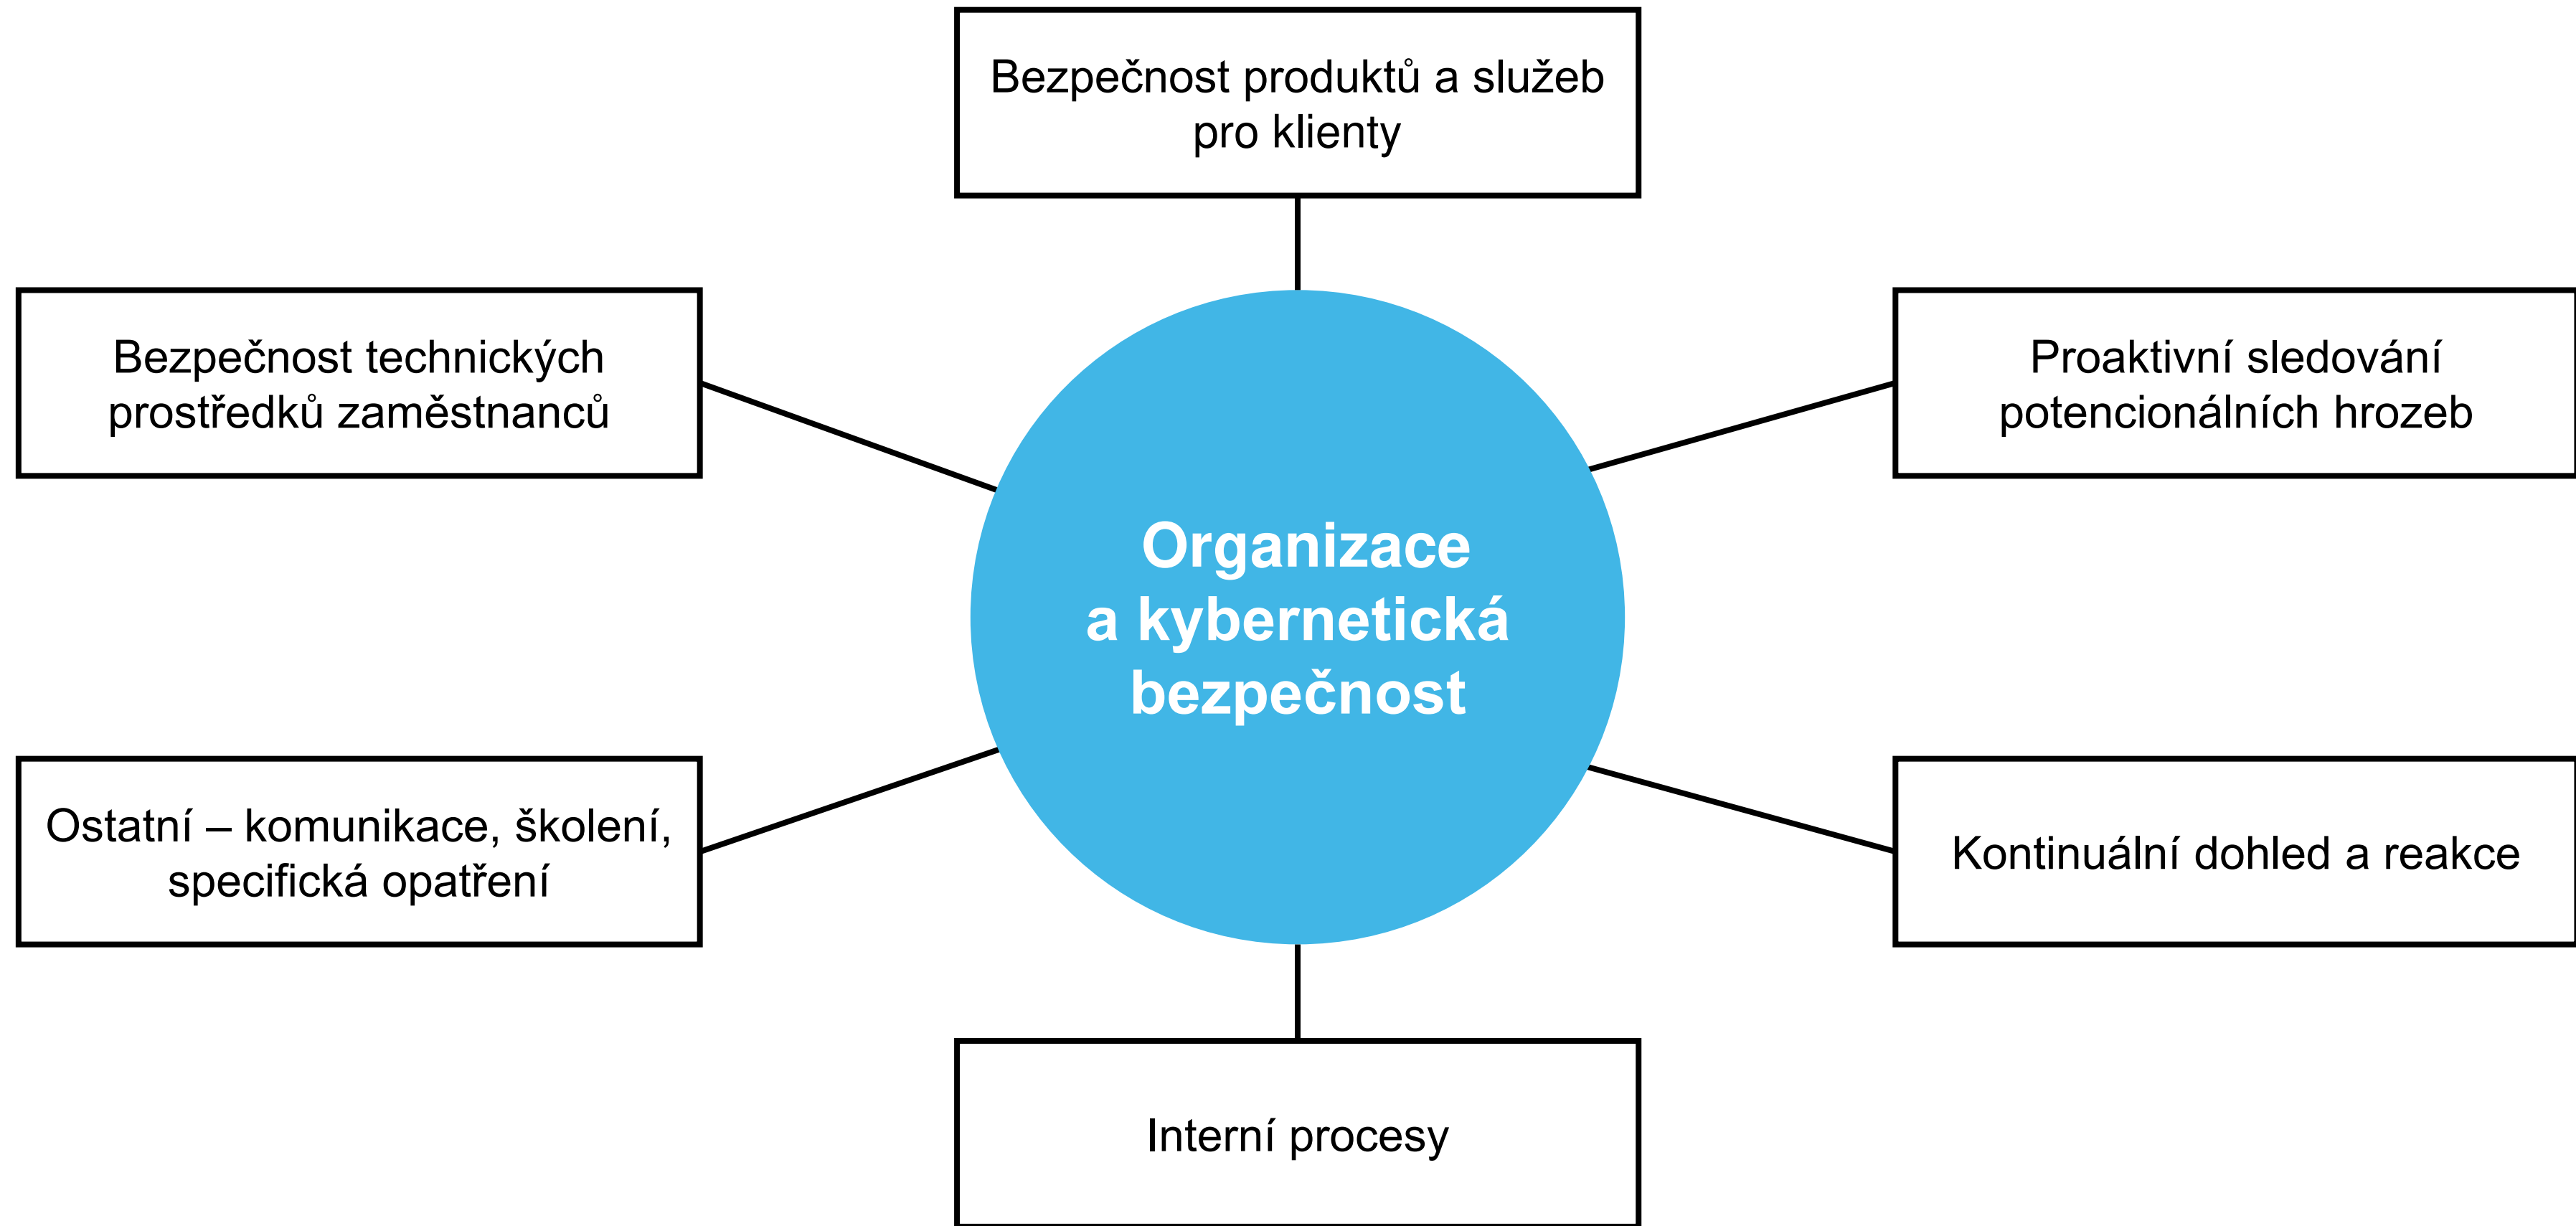 Bezpečnost produktů a služeb
pro klienty
Bezpečnost technických
prostředků zaměstnanců
Proaktivní sledování
potencionálních hrozeb
Organizace
a kybernetická
bezpečnost
Ostatní – komunikace, školení,
specifická opatření
Kontinuální dohled a reakce
Interní procesy